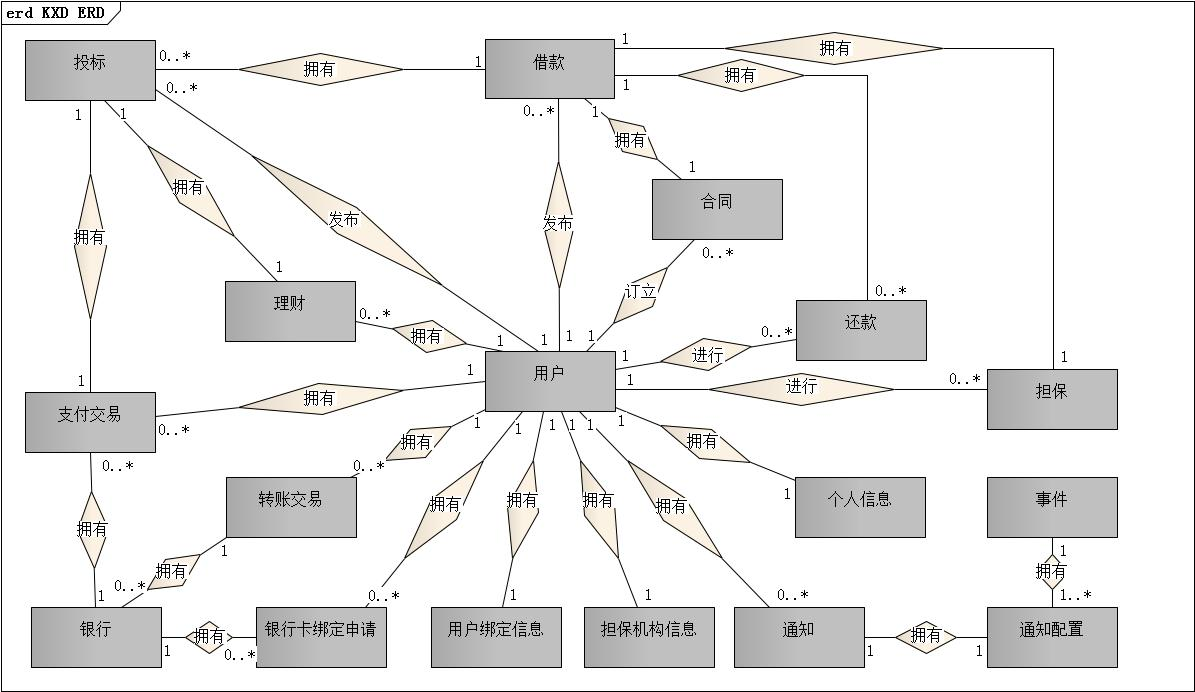 erd KXD ERD
投标
0..*
拥有
1
借款
1
拥有
拥有
1
0..*
1
1
0..*
1
拥有
1
合同
拥有
拥有
发布
发布
0..*
订立
1
理财
0..*
拥有
1
1
1
1
0..*
还款
0..*
进行
1
1
支付交易
1
0..*
拥有
1
用户
1
进行
0..*
担保
0..*
拥有
1
1
1
1
1
1
拥有
1
个人信息
事件
0..*
转账交易
拥有
拥有
拥有
拥有
拥有
1
拥有
0..*
1
0..*
1
1
0..*
1
拥有
1..*
银行
1
拥有
0..*
银行卡绑定申请
用户绑定信息
担保机构信息
通知
1
拥有
1
通知配置